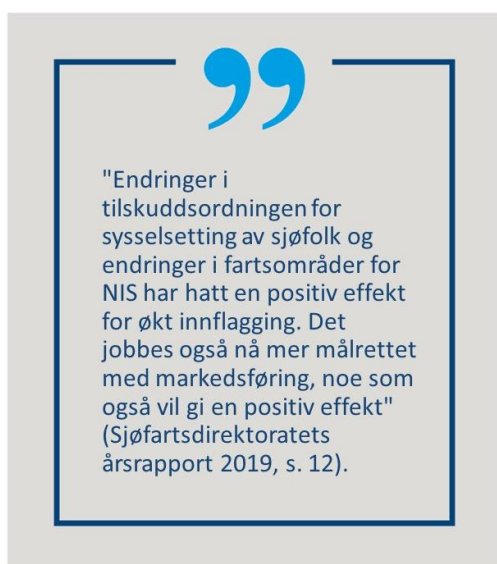 "Endringer i
tilskuddsordningen for
sysselsetting av sjøfolk og
endringer i fartsområder for
NIS har hatt en positiv effekt
for økt innflagging. Det
jobbes også nå mer målrettet
med markedsføring, noe som
også vil gi en positiv effekt"
(Sjøfartsdirektoratets
årsrapport 2019, s. 12).